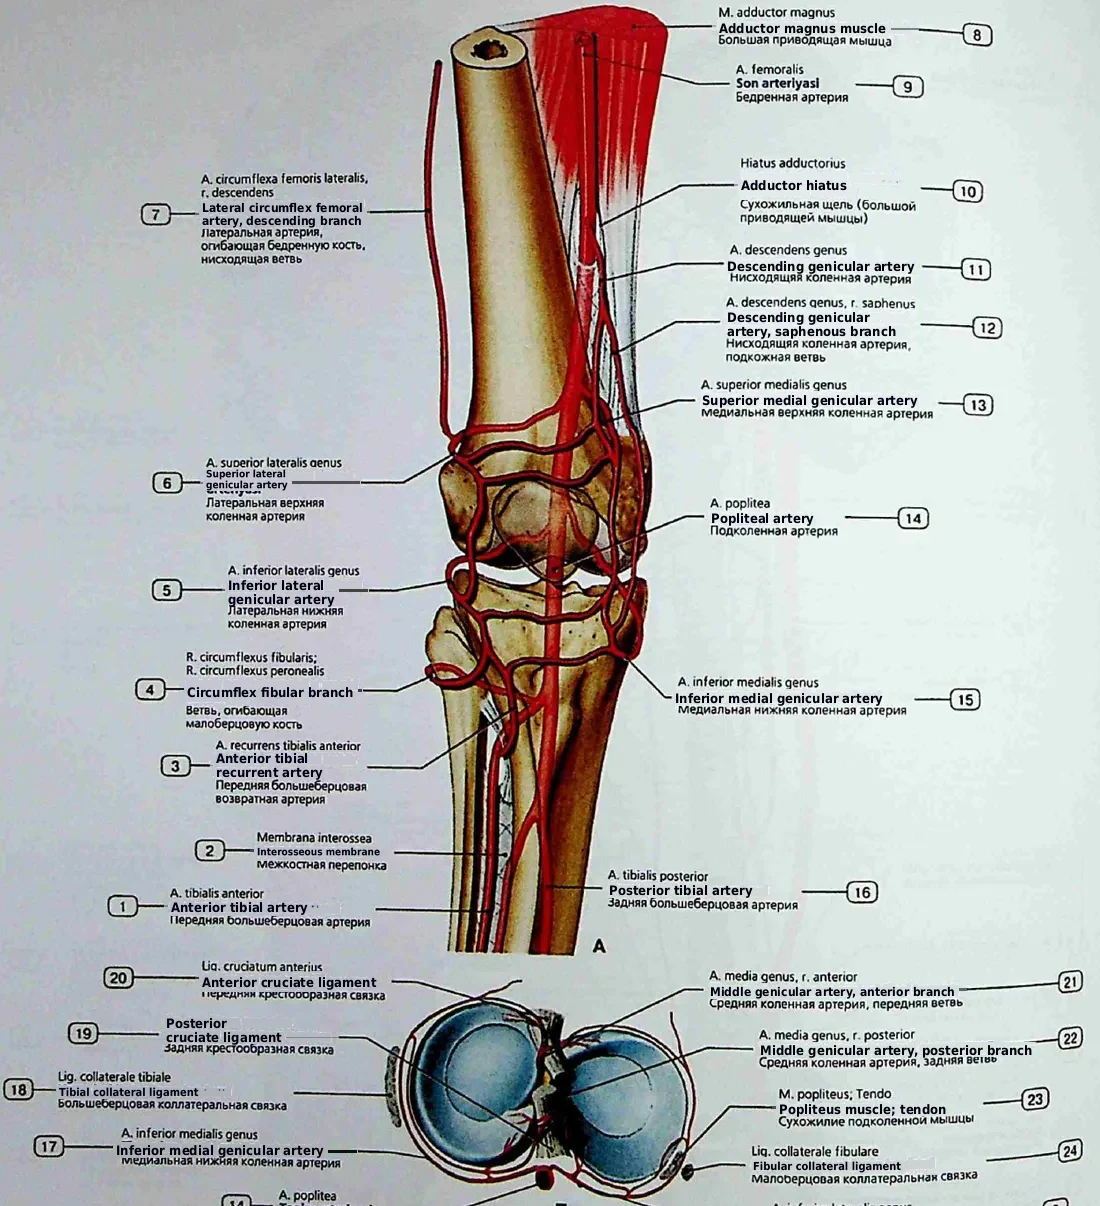 M. adductor magnus
Adductor magnus muscle
Большая приводящая мышца
8
A. femoralis
Son arteriyasi
Бедренная артерия
9
Hiatus adductorius
Adductor hiatus
Сухожильная щель (большой
приводящей мышцы)
10
A. circumflexa femoris lateralis,
r. descendens
Lateral circumflex femoral
artery, descending branch
Латеральная артерия,
огибающая бедренную кость,
нисходящая ветвь
7
A. descendens genus
Descending genicular artery
Нисходящая коленная артерия
11
A. descendens genus, r. saphenus
Descending genicular
artery, saphenous branch
Нисходящяя коленная артерия,
подкожная ветвь
12
A. superior medialis genus
Superior medial genicular artery
Медиальная верхняя коленная артерия
13
A. superior lateralis genus
Superior lateral
genicular artery
Латеральная верхняя
коленная артерия
6
A. poplitea
Popliteal artery
Подколенная артерия
14
A. inferior lateralis genus
Inferior lateral
genicular artery
Латеральная нижняя
коленная артерия
5
R. circumflexus fibularis;
R. circumflexus peronealis
Circumflex fibular branch
Ветвь, огибающая
малоберцовую кость
4
A. inferior medialis genus
Inferior medial genicular artery
Медиальная нижняя коленная артерия
15
A. recurrens tibialis anterior
Anterior tibial
recurrent artery
Передняя большеберцовая
возвратная артерия
3
Membrana interossea
Interosseous membrane
Межкостная перепонка
2
A. tibialis posterior
Posterior tibial artery
Задняя большеберцовая артерия
16
A. tibialis anterior
Anterior tibial artery
Передняя большеберцовая артерия
1
A
Lig. cruciatum anterius
Anterior cruciate ligament
Передняя крестообразная связка
20
A. media genus, r. anterior
Middle genicular artery, anterior branch
Средняя коленная артерия, передняя ветвь
21
Posterior
cruciate ligament
Задняя крестообразная связка
19
A. media genus, r. posterior
Middle genicular artery, posterior branch
Средняя коленная артерия, задняя ветвь
22
Lig. collaterale tibiale
Tibial collateral ligament
Большеберцовая коллатеральная связка
18
M. popliteus; Tendo
Popliteus muscle; tendon
Сухожилие подколенной мышцы
23
A. inferior medialis genus
Inferior medial genicular artery
Медиальная нижняя коленная артерия
17
Lig. collaterale fibulare
Fibular collateral ligament
Малоберцовая коллатеральная связка
24
A. poplitea
14